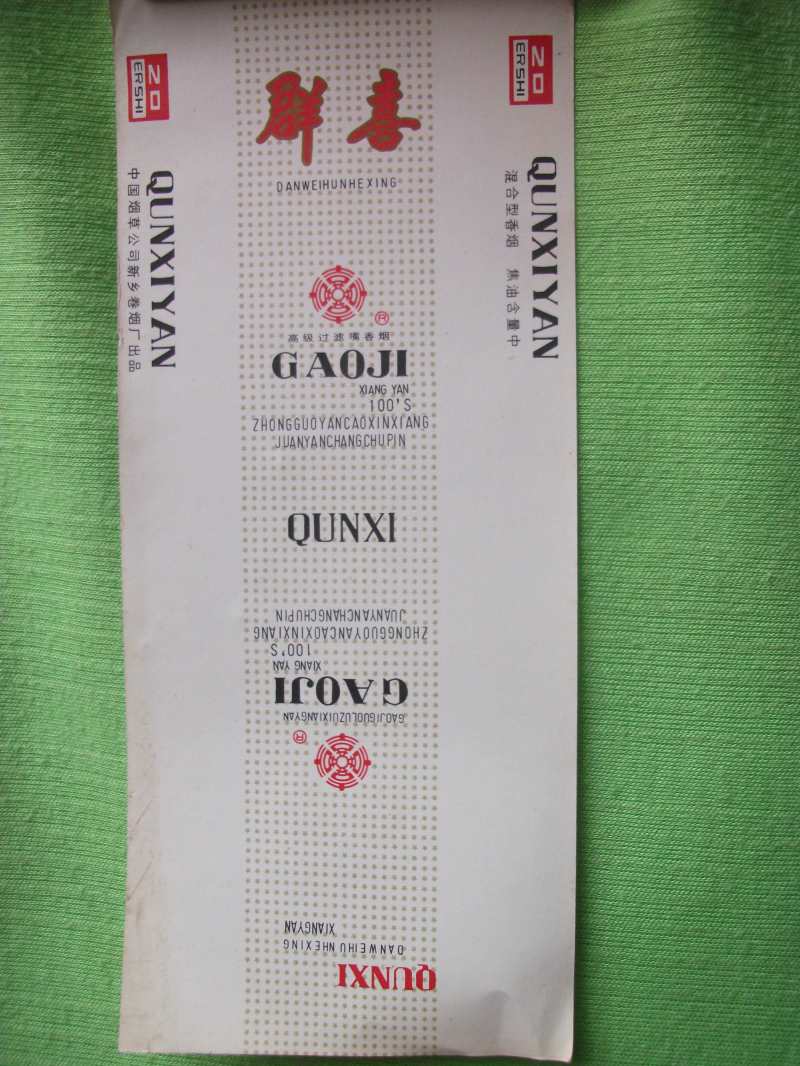 20
ERSHI
QUNXIYAN
中国烟草公司新乡卷烟厂出品
群喜
DANWEIHUNHEXING
®
高级过滤嘴香烟
GAOJI
XIANG YAN
100'S
ZHONGGUOYANCAOXINXIANG
JUANYANCHANGCHUPIN
QUNXI
20
ERSHI
QUNXIYAN
混合型香烟 焦油含量中
QUNXI
DANWEIHUNHEXING
XIANGYAN
®
GAOJIGUOLUZUIXIANGYAN
GAOJI
XIANG YAN
100'S
ZHONGGUOYANCAOXINXIANG
JUANYANCHANGCHUPIN